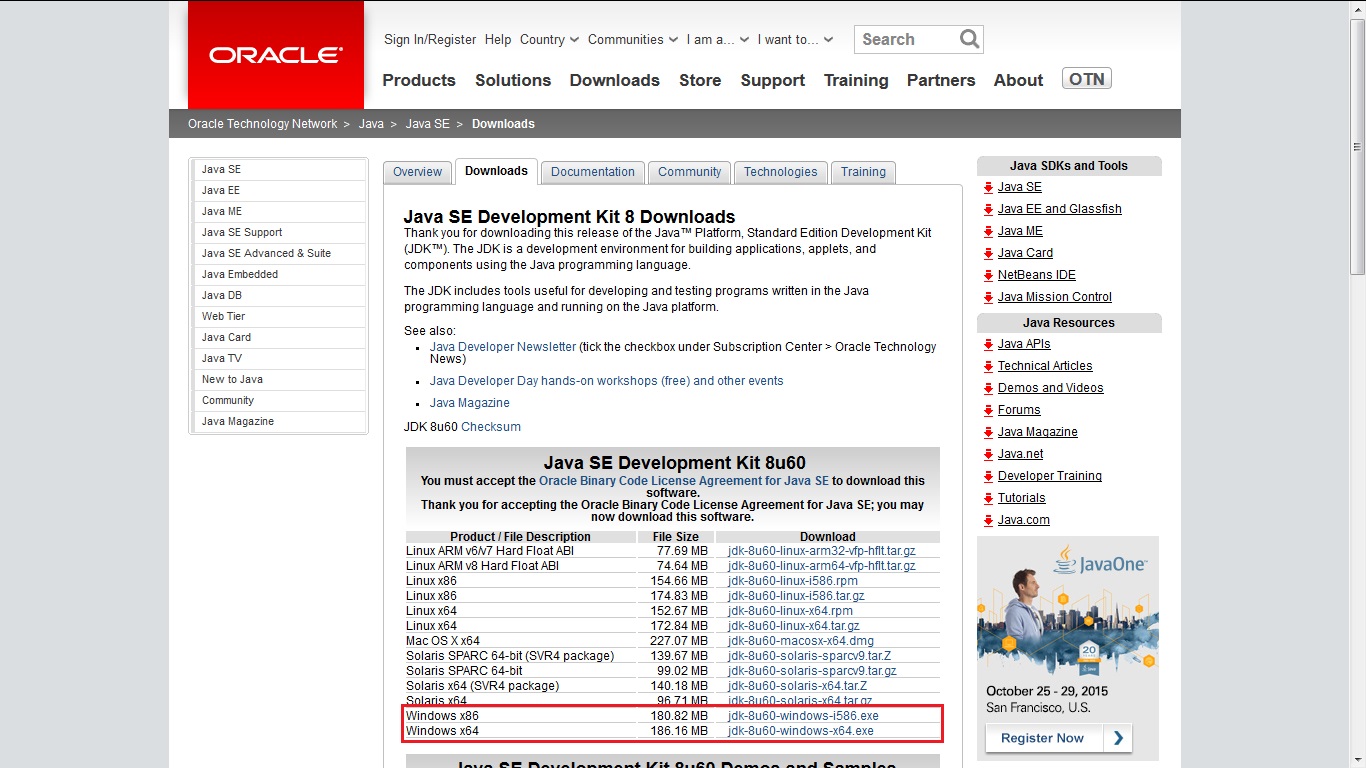 ORACLE
Sign In/Register Help Country Communities I am a... I want to... Search
Products Solutions Downloads Store Support Training Partners About OTN
Oracle Technology Network > Java > Java SE > Downloads
Java SE
Java EE
Java ME
Java SE Support
Java SE Advanced & Suite
Java Embedded
Java DB
Web Tier
Java Card
Java TV
New to Java
Community
Java Magazine
Overview Downloads Documentation Community Technologies Training
Java SE Development Kit 8 Downloads
Thank you for downloading this release of the Java™ Platform, Standard Edition Development Kit
(JDK™). The JDK is a development environment for building applications, applets, and
components using the Java programming language.
The JDK includes tools useful for developing and testing programs written in the Java
programming language and running on the Java platform.
See also:
Java Developer Newsletter (tick the checkbox under Subscription Center > Oracle Technology
News)
Java Developer Day hands-on workshops (free) and other events
Java Magazine
JDK 8u60 Checksum
Java SE Development Kit 8u60
You must accept the Oracle Binary Code License Agreement for Java SE to download this
software.
Thank you for accepting the Oracle Binary Code License Agreement for Java SE; you may
now download this software.
Product / File Description File Size Download
Linux ARM v6/v7 Hard Float ABI 77.69 MB jdk-8u60-linux-arm32-vfp-hflt.tar.gz
Linux ARM v8 Hard Float ABI 74.64 MB jdk-8u60-linux-arm64-vfp-hflt.tar.gz
Linux x86 154.66 MB jdk-8u60-linux-i586.rpm
Linux x86 174.83 MB jdk-8u60-linux-i586.tar.gz
Linux x64 152.67 MB jdk-8u60-linux-x64.rpm
Linux x64 172.84 MB jdk-8u60-linux-x64.tar.gz
Mac OS X x64 227.07 MB jdk-8u60-macosx-x64.dmg
Solaris SPARC 64-bit (SVR4 package) 139.67 MB jdk-8u60-solaris-sparcv9.tar.Z
Solaris SPARC 64-bit 99.02 MB jdk-8u60-solaris-sparcv9.tar.gz
Solaris x64 (SVR4 package) 140.18 MB jdk-8u60-solaris-x64.tar.Z
Solaris x64 96.71 MB jdk-8u60-solaris-x64.tar.gz
Windows x86 180.82 MB jdk-8u60-windows-i586.exe
Windows x64 186.16 MB jdk-8u60-windows-x64.exe
Java SE Development Kit 8u60 Demos and Samples
Java SDKs and Tools
Java SE
Java EE and Glassfish
Java ME
Java Card
NetBeans IDE
Java Mission Control
Java Resources
Java APIs
Technical Articles
Demos and Videos
Forums
Java Magazine
Java.net
Developer Training
Tutorials
Java.com
JavaOne™
20
October 25 - 29, 2015
San Francisco, U.S.
Register Now